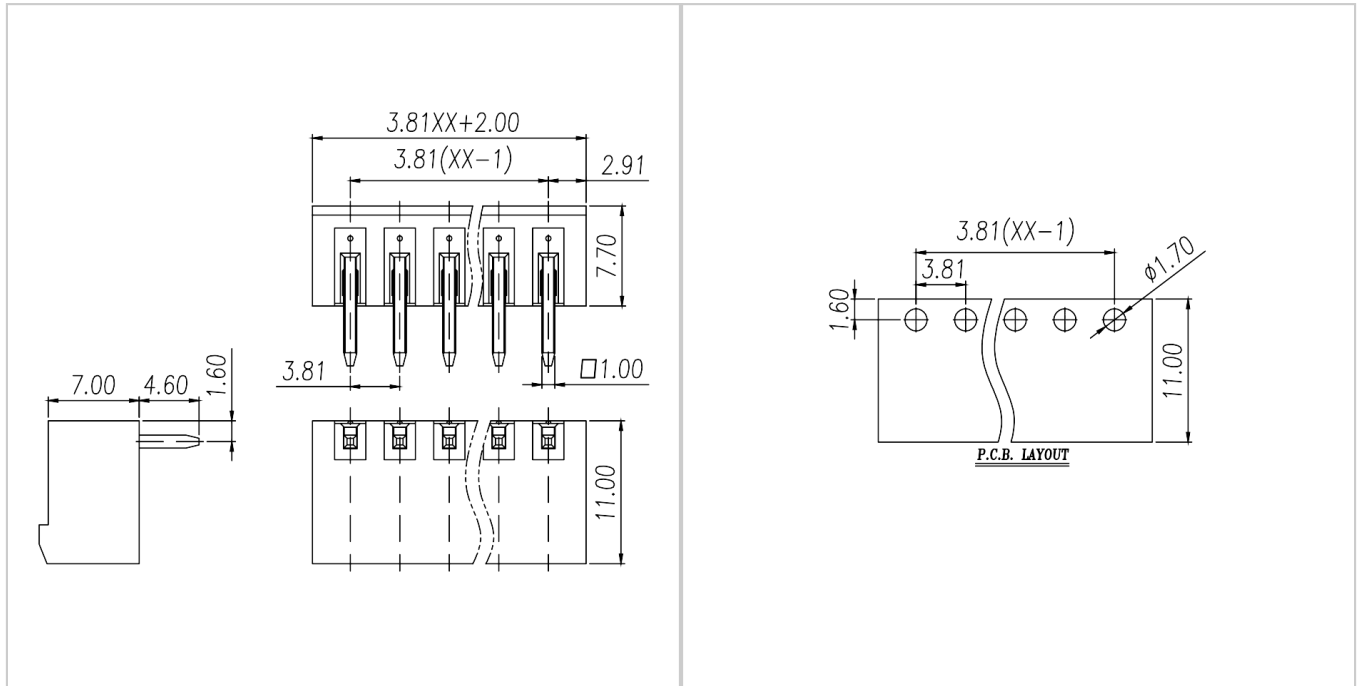 3.81XX+2.00
3.81(XX-1)
2.91
7.70
3.81
□1.00
7.00
4.60
1.60
11.00
3.81(XX-1)
3.81
ø1.70
1.60
11.00
P.C.B. LAYOUT